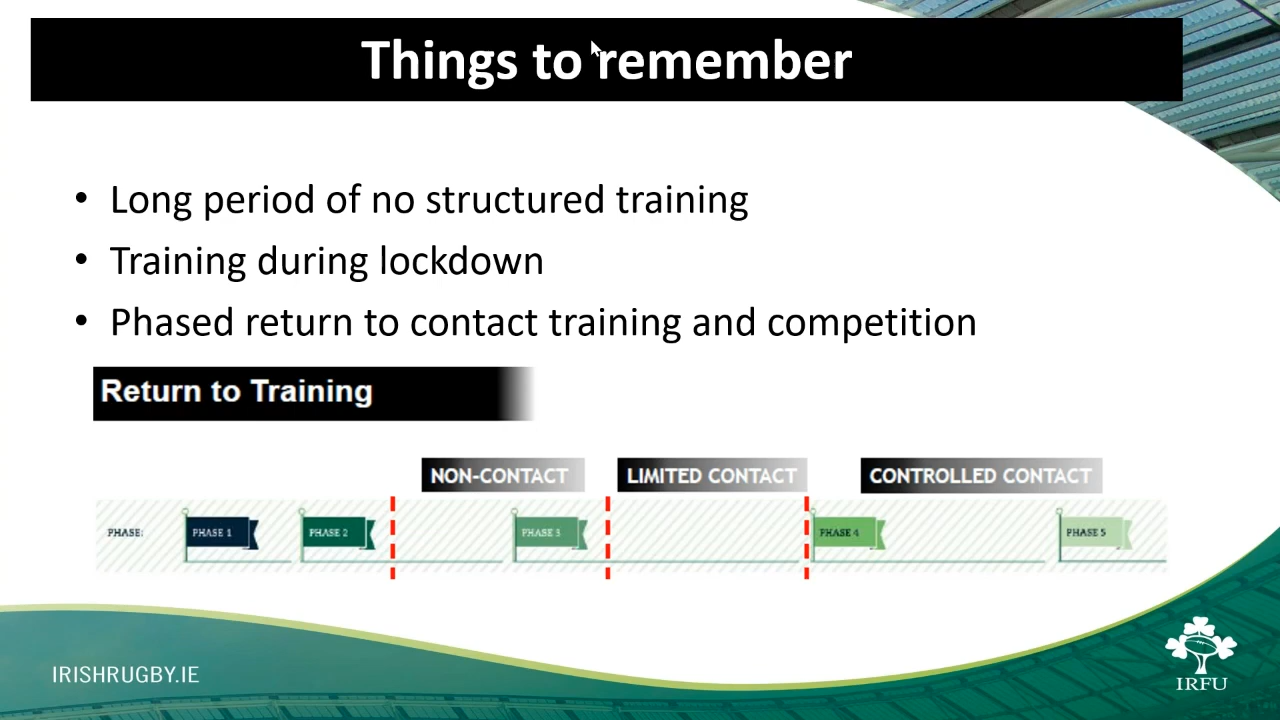 Things to remember
• Long period of no structured training
• Training during lockdown
• Phased return to contact training and competition
Return to Training
NON-CONTACT LIMITED CONTACT CONTROLLED CONTACT
PHASE: PHASE 1 PHASE 2 PHASE 3 PHASE 4 PHASE 5
IRISHRUGBY.IE
IRFU